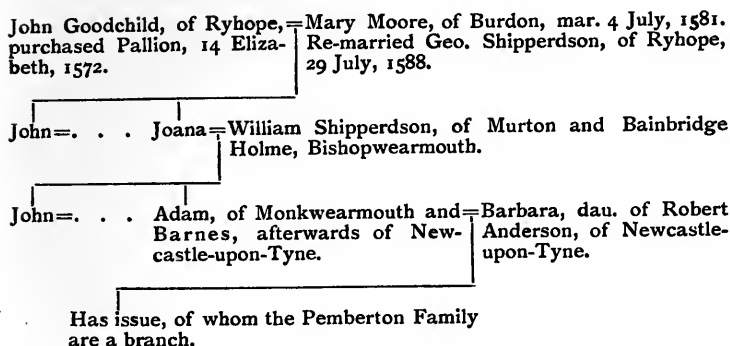 John Goodchild, of Ryhope,=Mary Moore, of Burdon, mar. 4 July, 1581.
purchased Pallion, 14 Eliza- Re-married Geo. Shipperdson, of Ryhope,
beth, 1572. 29 July, 1588.
John=. . . Joana=William Shipperdson, of Murton and Bainbridge
Holme, Bishopwearmouth.
John=. . . Adam, of Monkwearmouth and=Barbara, dau. of Robert
Barnes, afterwards of New- Anderson, of Newcastle-
castle-upon-Tyne. upon-Tyne.
Has issue, of whom the Pemberton Family
are a branch.